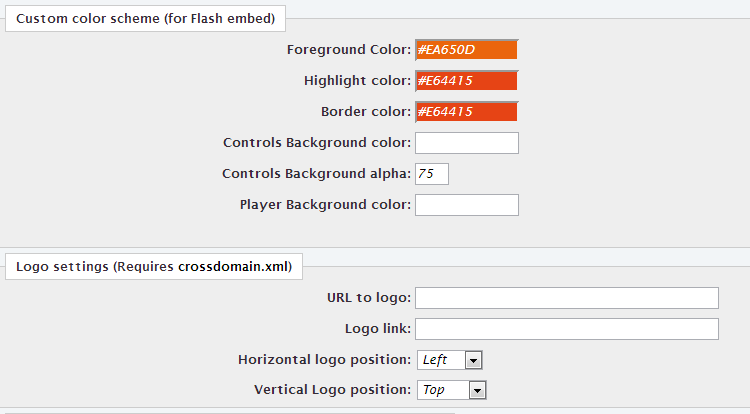 Custom color scheme (for Flash embed)
Foreground Color: #EA650D
Highlight color: #E64415
Border color: #E64415
Controls Background color:
Controls Background alpha: 75
Player Background color:
Logo settings (Requires crossdomain.xml)
URL to logo:
Logo link:
Horizontal logo position: Left
Vertical Logo position: Top